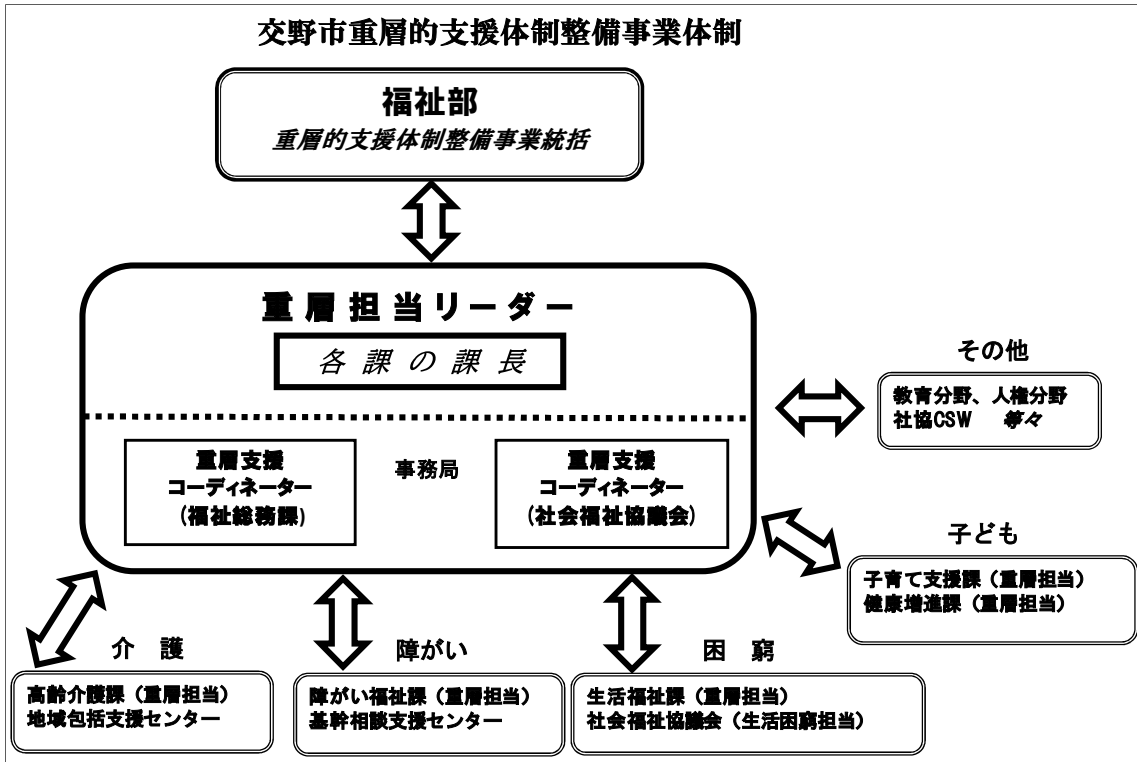 交野市重層的支援体制整備事業体制
福祉部
重層的支援体制整備事業統括
重層担当リーダー
各課の課長
重層支援
コーディネーター
(福祉総務課)
事務局
重層支援
コーディネーター
(社会福祉協議会)
その他
教育分野、人権分野
社協CSW　等々
子ども
子育て支援課（重層担当）
健康増進課（重層担当）
介　護
高齢介護課（重層担当）
地域包括支援センター
障がい
障がい福祉課（重層担当）
基幹相談支援センター
困　窮
生活福祉課（重層担当）
社会福祉協議会（生活困窮担当）